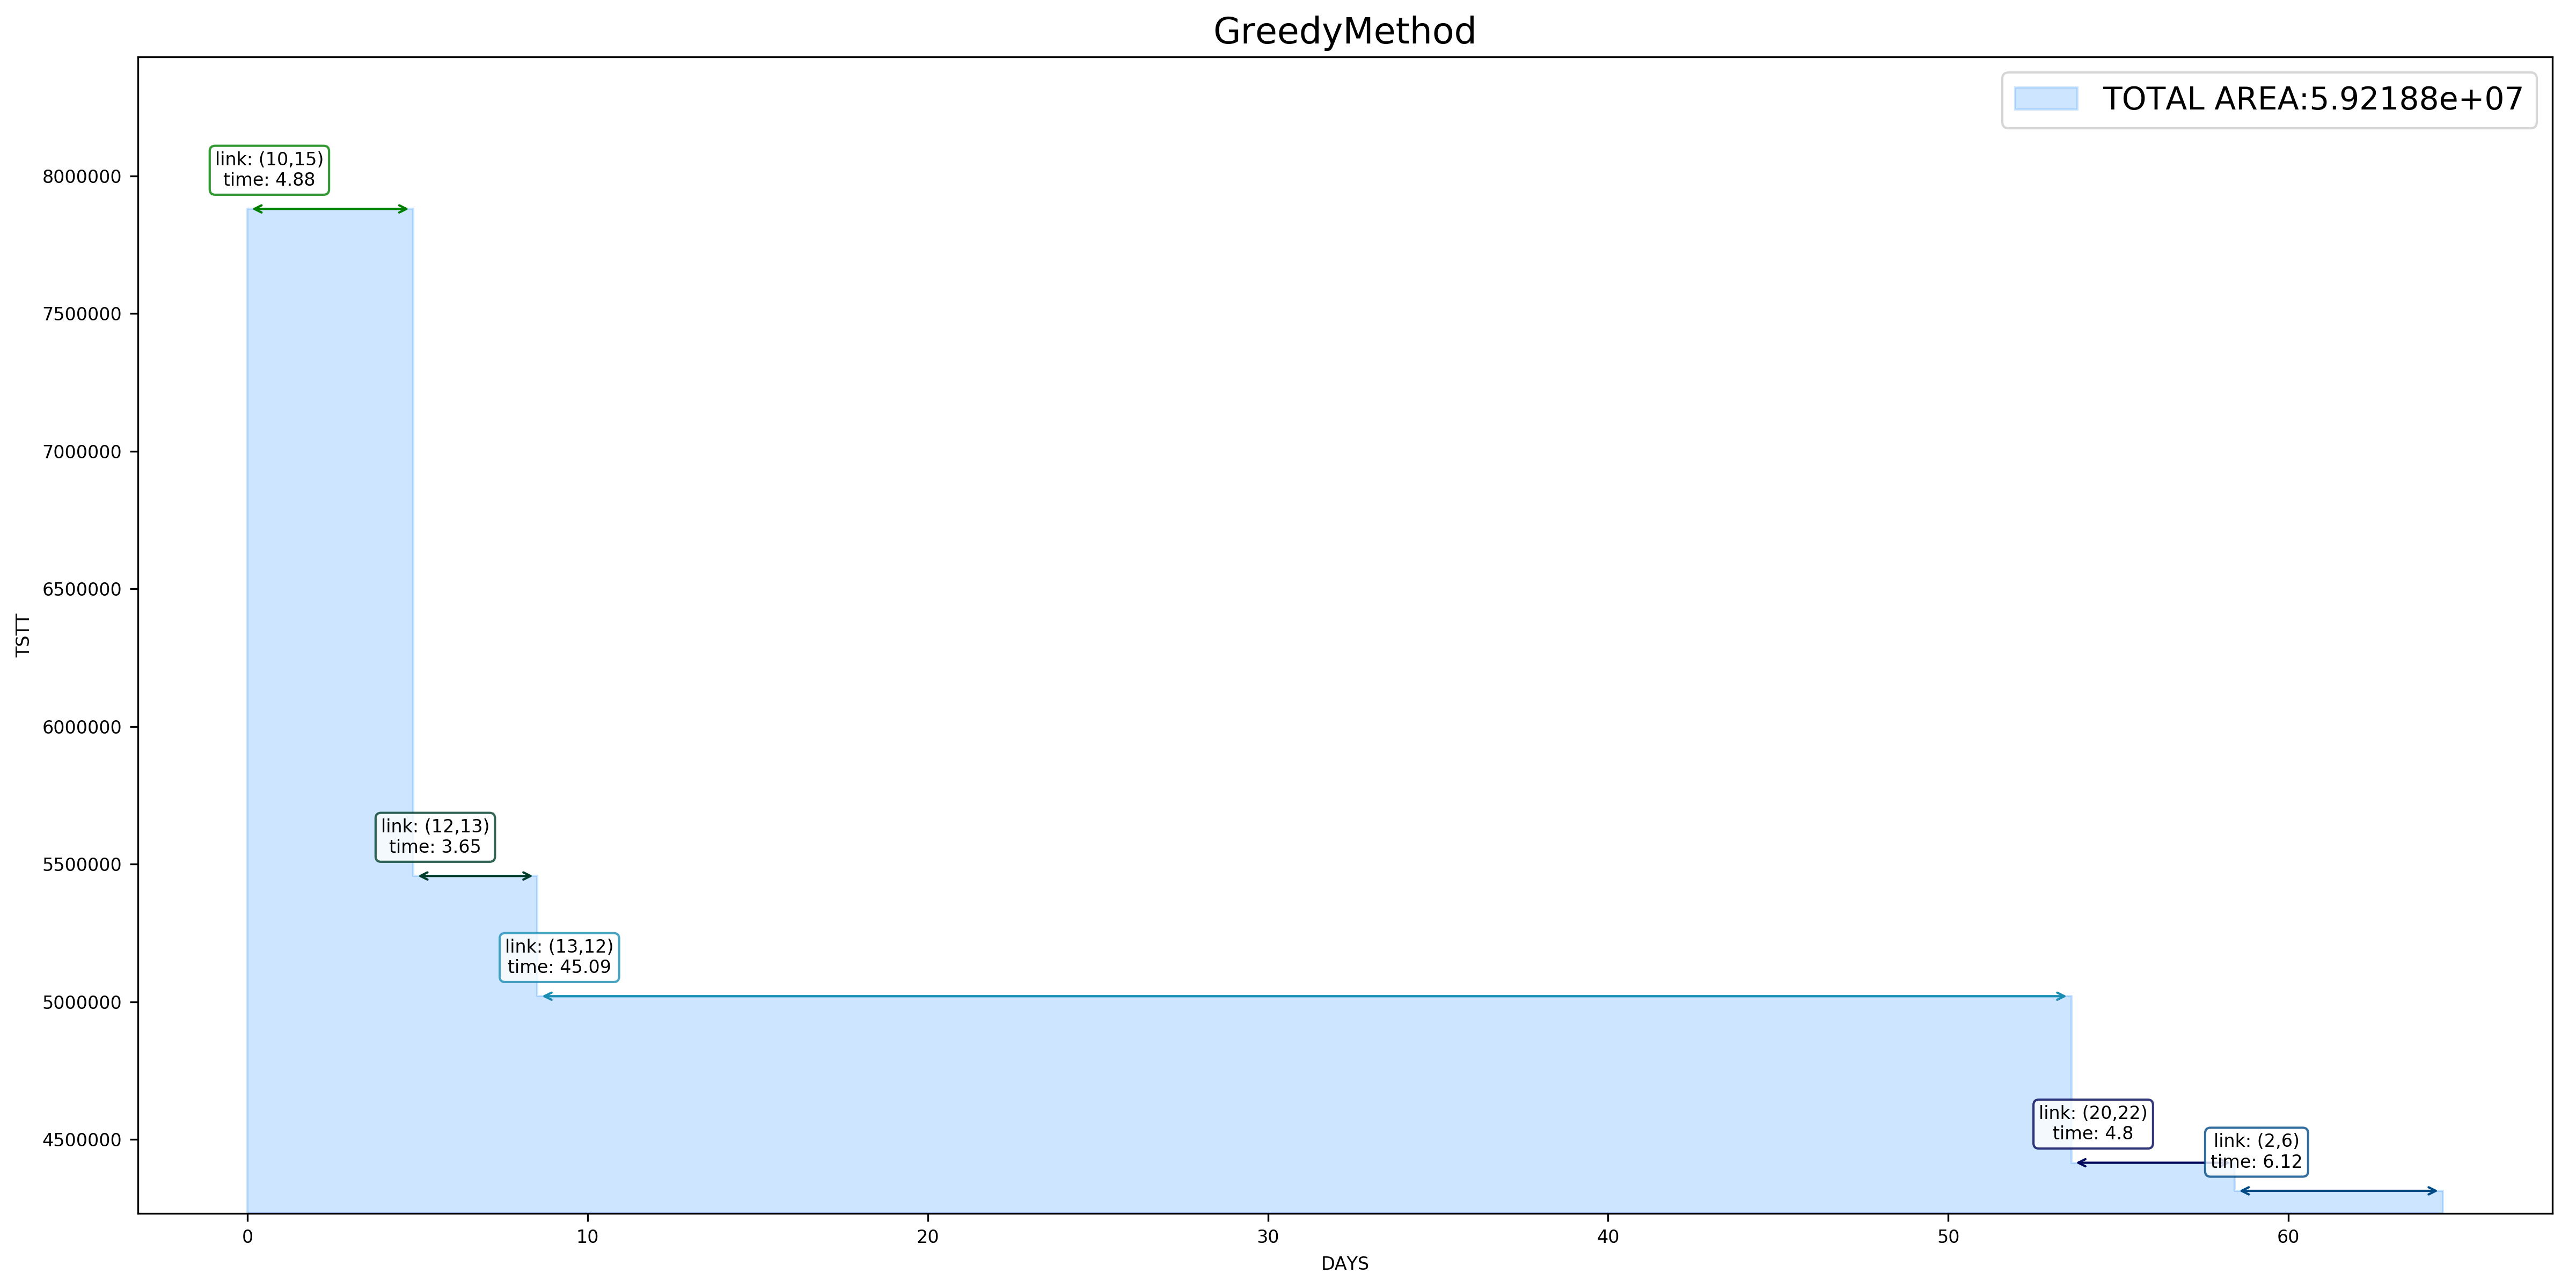 GreedyMethod
TOTAL AREA:5.92188e+07
link: (10,15)
time: 4.88
link: (12,13)
time: 3.65
link: (13,12)
time: 45.09
link: (20,22)
time: 4.8
link: (2,6)
time: 6.12
8000000
7500000
7000000
6500000
6000000
5500000
5000000
4500000
TSTT
0
10
20
30
40
50
60
DAYS